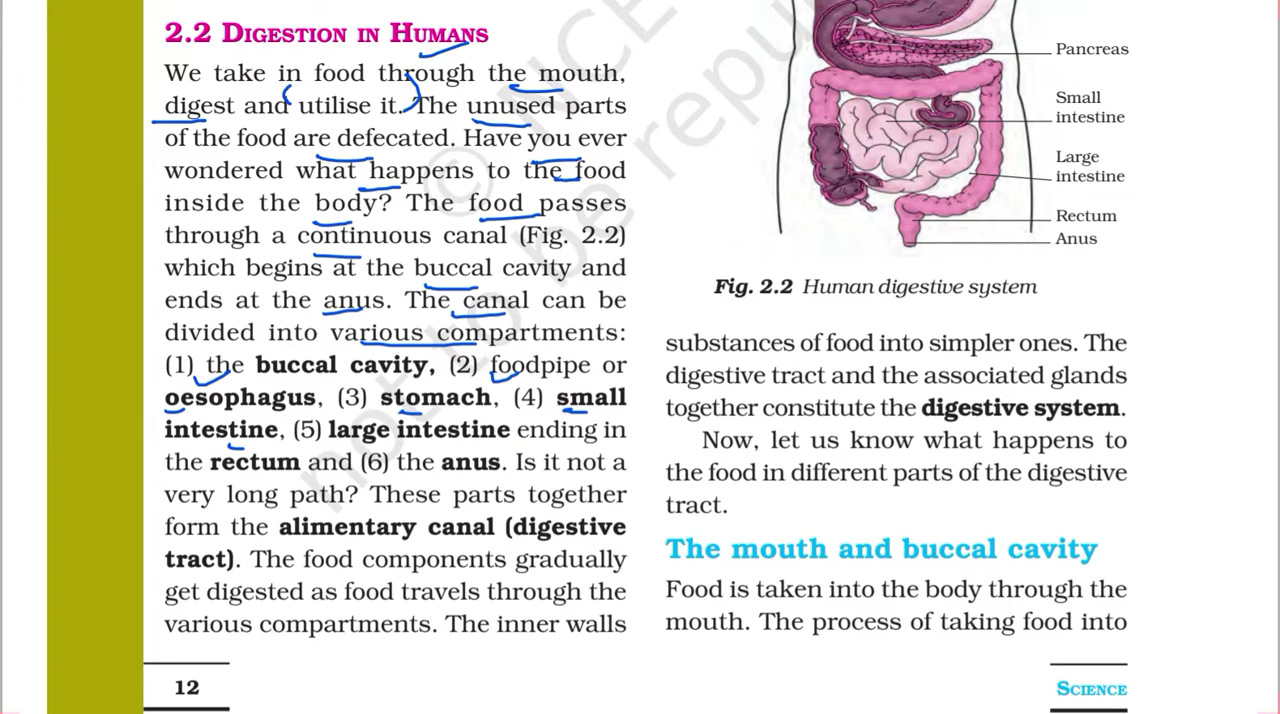 2.2 DIGESTION IN HUMANS
We take in food through the mouth,
digest and utilise it. The unused parts
of the food are defecated. Have you ever
wondered what happens to the food
inside the body? The food passes
through a continuous canal (Fig. 2.2)
which begins at the buccal cavity and
ends at the anus. The canal can be
divided into various compartments:
(1) the buccal cavity, (2) foodpipe or
oesophagus, (3) stomach, (4) small
intestine, (5) large intestine ending in
the rectum and (6) the anus. Is it not a
very long path? These parts together
form the alimentary canal (digestive
tract). The food components gradually
get digested as food travels through the
various compartments. The inner walls
12
Pancreas
Small
intestine
Large
intestine
Rectum
Anus
Fig. 2.2 Human digestive system
substances of food into simpler ones. The
digestive tract and the associated glands
together constitute the digestive system.
Now, let us know what happens to
the food in different parts of the digestive
tract.
The mouth and buccal cavity
Food is taken into the body through the
mouth. The process of taking food into
SCIENCE
© NCE
not to be repu